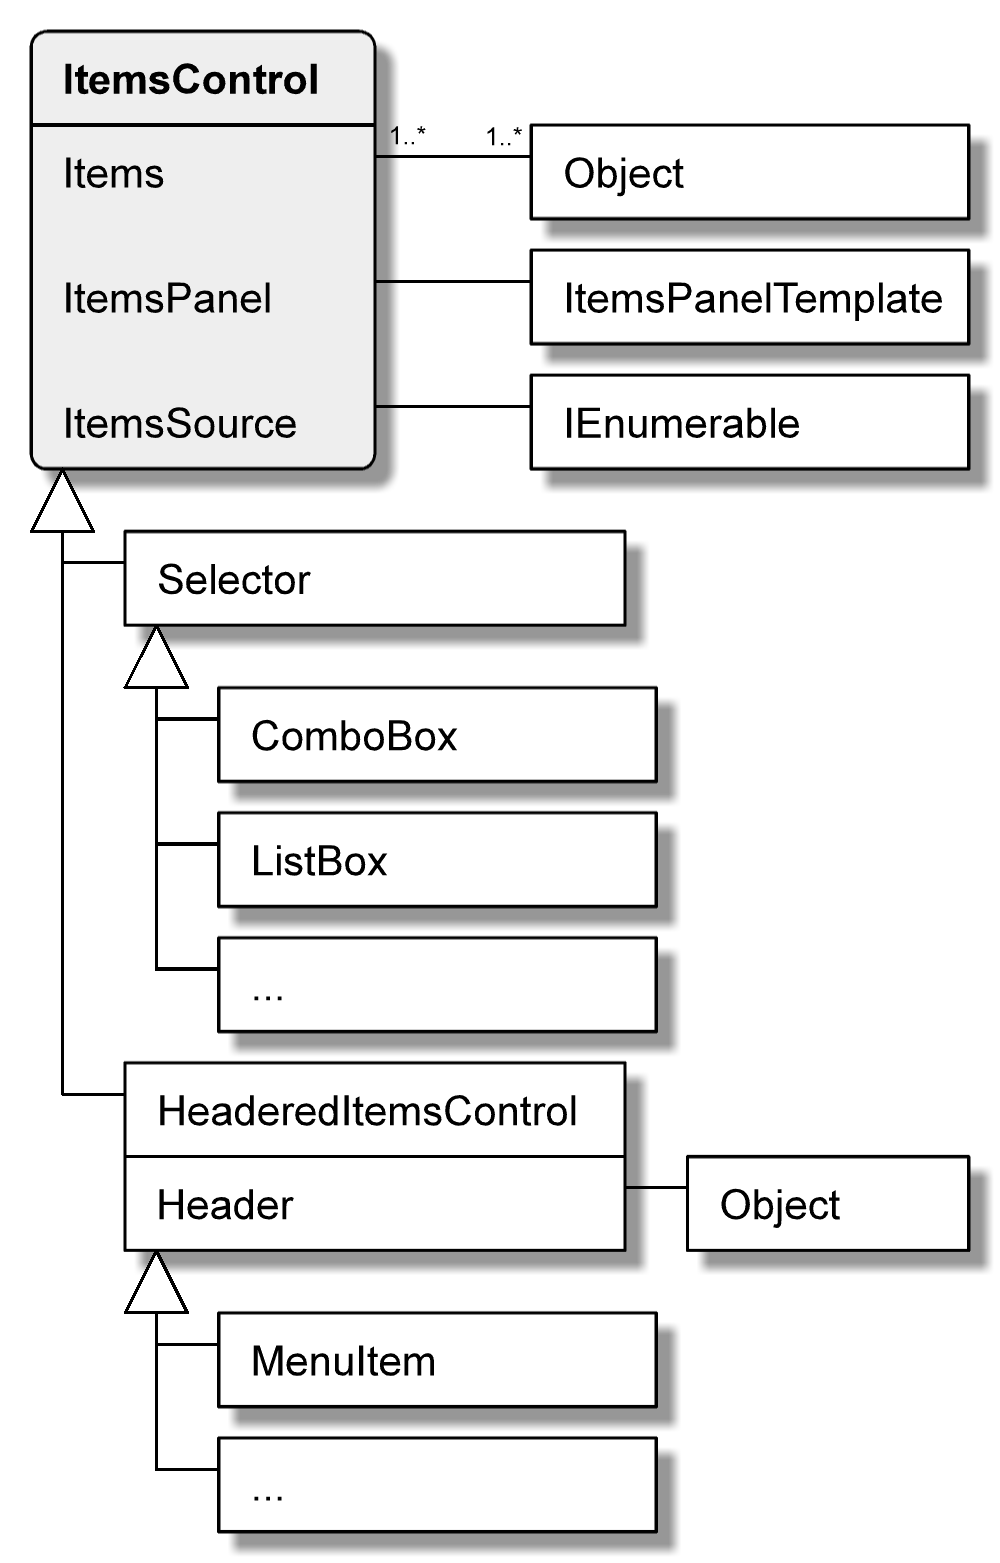 ItemsControl
Items
1..* 1..*
Object
ItemsPanel
ItemsPanelTemplate
ItemsSource
IEnumerable
Selector
ComboBox
ListBox
...
HeaderedItemsControl
Header
Object
MenuItem
...